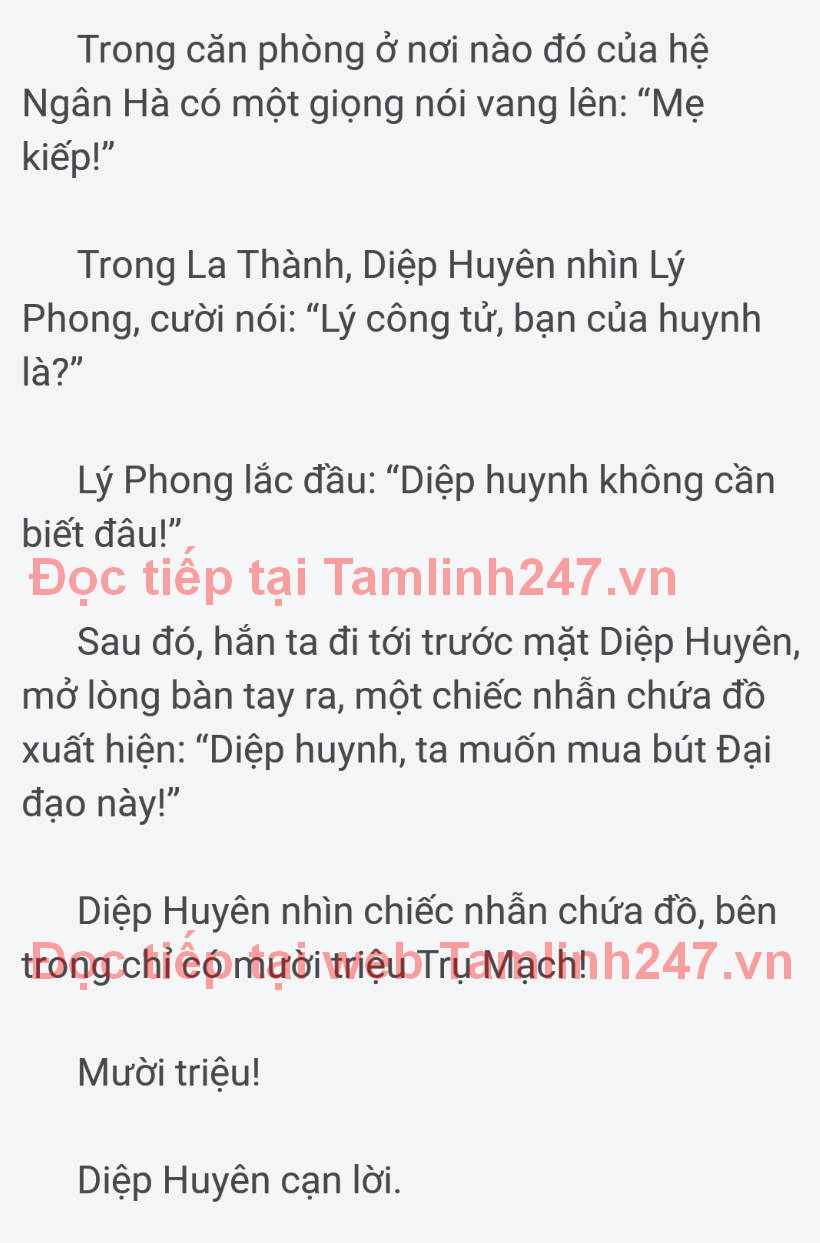 Trong căn phòng ở nơi nào đó của hệ
Ngân Hà có một giọng nói vang lên: “Mẹ
kiếp!”
Trong La Thành, Diệp Huyên nhìn Lý
Phong, cười nói: “Lý công tử, bạn của huynh
là?”
Lý Phong lắc đầu: “Diệp huynh không cần
biết đâu!”
Đọc tiếp tại Tamlinh247.vn
Sau đó, hắn ta đi tới trước mặt Diệp Huyên,
mở lòng bàn tay ra, một chiếc nhẫn chứa đồ
xuất hiện: “Diệp huynh, ta muốn mua bút Đại
đạo này!”
Diệp Huyên nhìn chiếc nhẫn chứa đồ, bên
trong chỉ có mười triệu Trụ Mạch!
Đọc tiếp tại web Tamlinh247.vn
Mười triệu!
Diệp Huyên cạn lời.